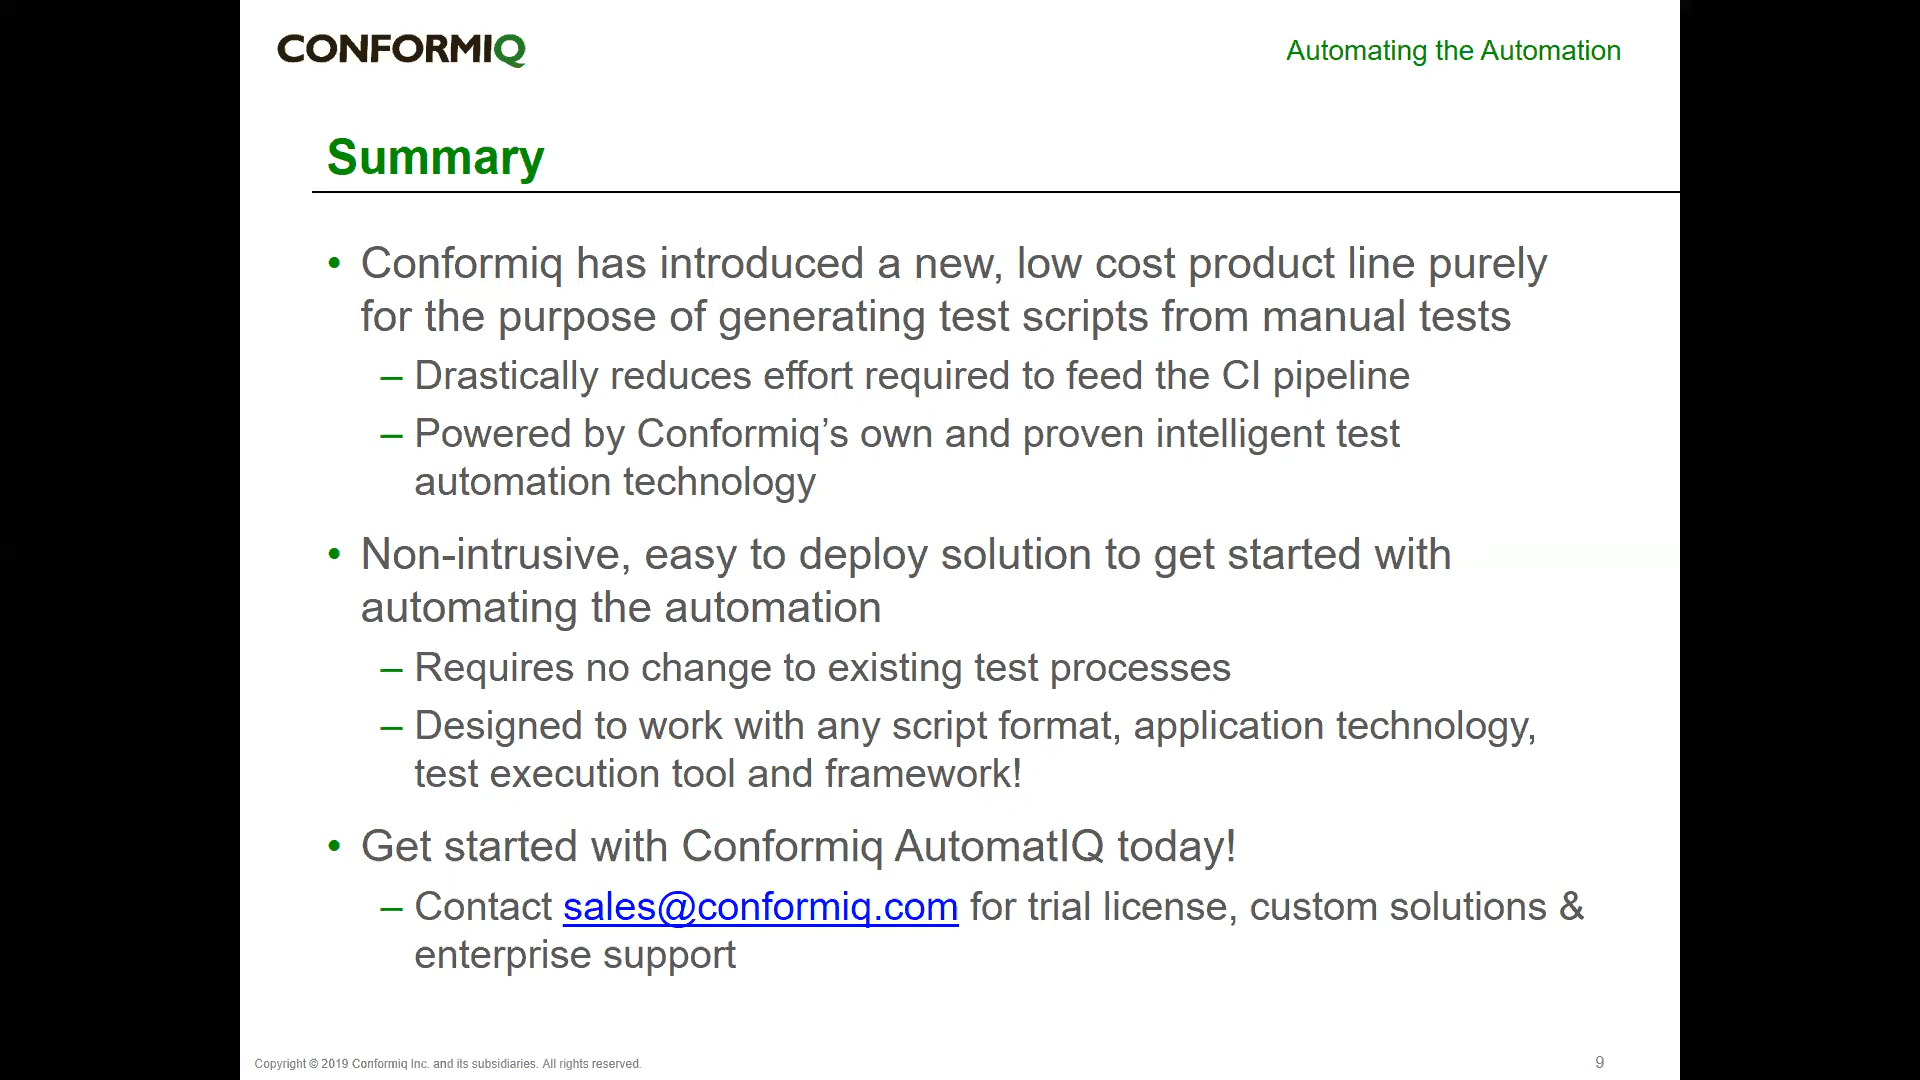 CONFORMIQ
Automating the Automation
Summary
• Conformiq has introduced a new, low cost product line purely
for the purpose of generating test scripts from manual tests
– Drastically reduces effort required to feed the CI pipeline
– Powered by Conformiq’s own and proven intelligent test
automation technology
• Non-intrusive, easy to deploy solution to get started with
automating the automation
– Requires no change to existing test processes
– Designed to work with any script format, application technology,
test execution tool and framework!
• Get started with Conformiq AutomatIQ today!
– Contact sales@conformiq.com for trial license, custom solutions &
enterprise support
Copyright © 2019 Conformiq Inc. and its subsidiaries. All rights reserved.
9